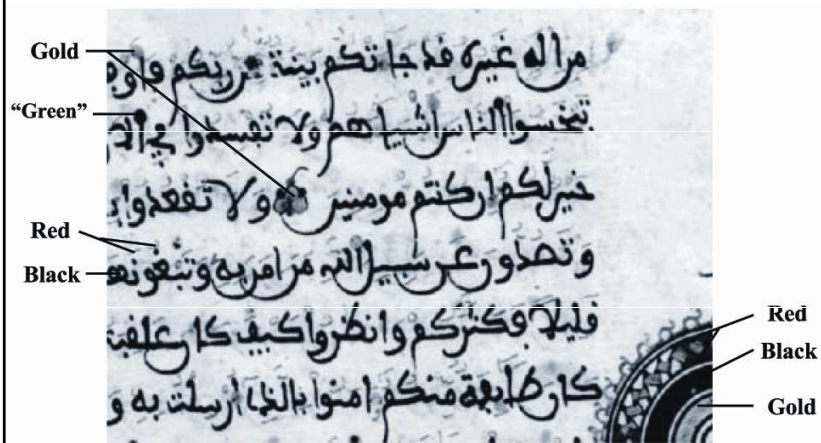 Gold
“Green”
Red
Black
من اله غيره قد جاتكم بينة من ربكم
تبخسوا الناس اشياهم ولا تفسدوا في
خير لكم ان كنتم مومنين ولا تقعدوا
وتصدون عن سبيل الله من امن به وتبغونها
قليلا فكثركم وانظروا كيف كان عقبة
كان طايفة منكم امنوا بالذي ارسلت به و
Red
Black
Gold